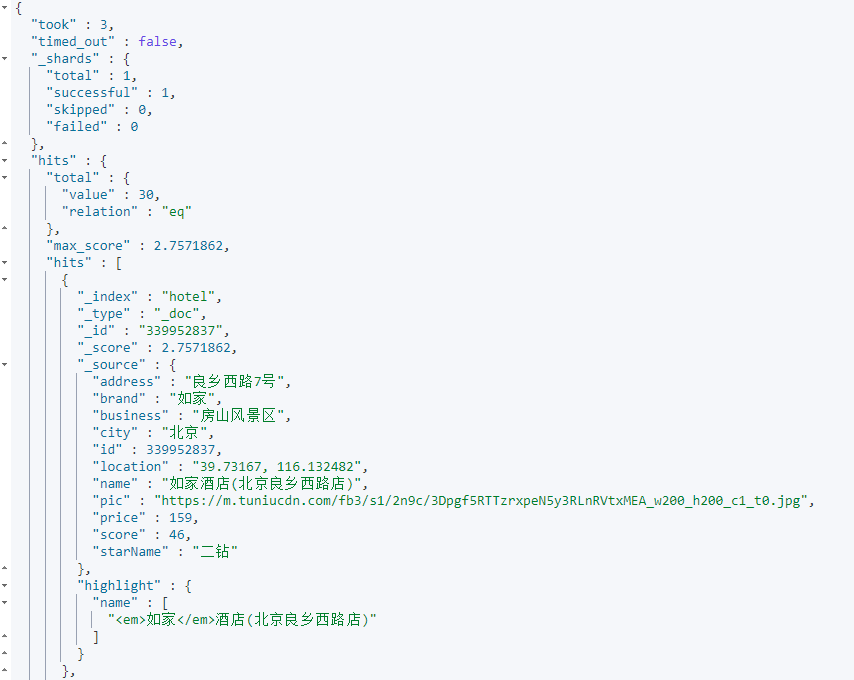 {
  "took" : 3,
  "timed_out" : false,
  "_shards" : {
    "total" : 1,
    "successful" : 1,
    "skipped" : 0,
    "failed" : 0
  },
  "hits" : {
    "total" : {
      "value" : 30,
      "relation" : "eq"
    },
    "max_score" : 2.7571862,
    "hits" : [
      {
        "_index" : "hotel",
        "_type" : "_doc",
        "_id" : "339952837",
        "_score" : 2.7571862,
        "_source" : {
          "address" : "良乡西路7号",
          "brand" : "如家",
          "business" : "房山风景区",
          "city" : "北京",
          "id" : 339952837,
          "location" : "39.73167, 116.132482",
          "name" : "如家酒店(北京良乡西路店)",
          "pic" : "https://m.tuniucdn.com/fb3/s1/2n9c/3Dpgf5RTTzrxpeN5y3RLnRVtxMEA_w200_h200_c1_t0.jpg",
          "price" : 159,
          "score" : 46,
          "starName" : "二钻"
        },
        "highlight" : {
          "name" : [
            "<em>如家</em>酒店(北京良乡西路店)"
          ]
        }
      },